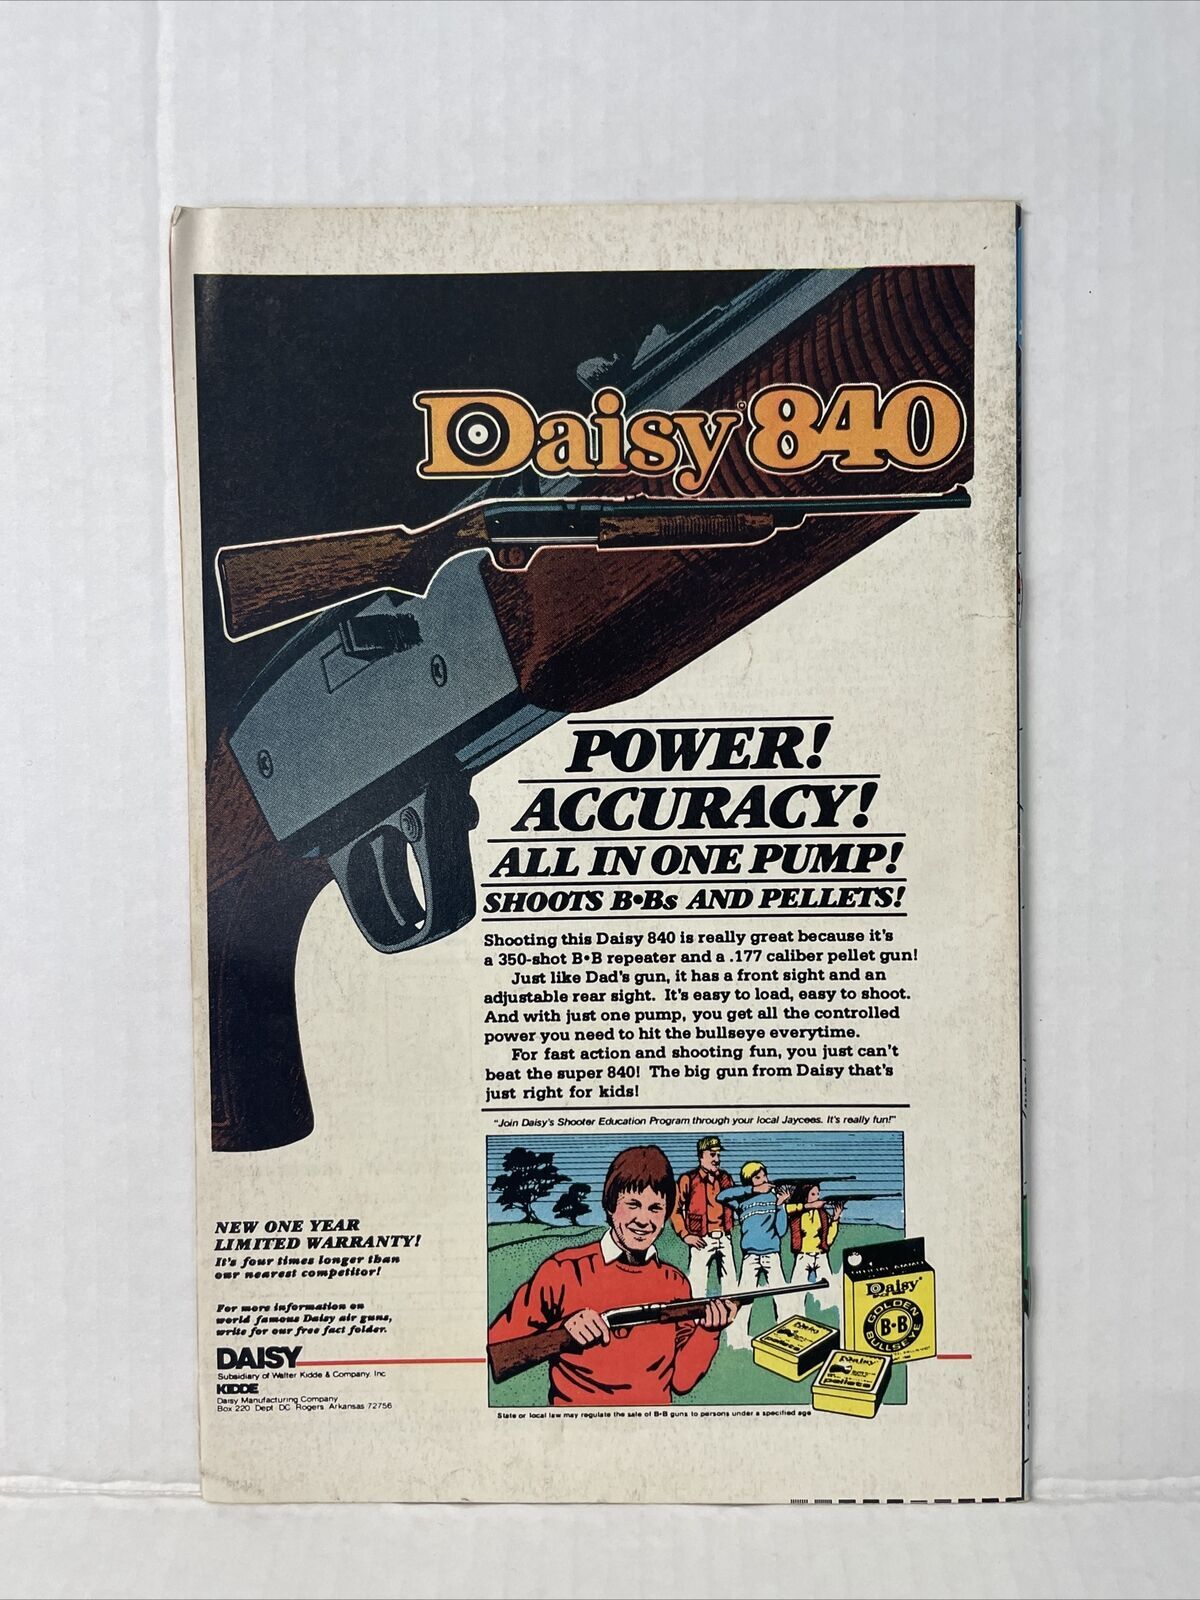 Daisy® 840
POWER!
ACCURACY!
ALL IN ONE PUMP!
SHOOTS B•Bs AND PELLETS!
Shooting this Daisy 840 is really great because it's
a 350-shot B•B repeater and a .177 caliber pellet gun!
Just like Dad's gun, it has a front sight and an
adjustable rear sight. It's easy to load, easy to shoot.
And with just one pump, you get all the controlled
power you need to hit the bullseye everytime.
For fast action and shooting fun, you just can't
beat the super 840! The big gun from Daisy that's
just right for kids!
"Join Daisy's Shooter Education Program through your local Jaycees. It's really fun!"
NEW ONE YEAR
LIMITED WARRANTY!
It's four times longer than
our nearest competitor!
For more information on
world famous Daisy air guns,
write for our free fact folder.
DAISY
Subsidiary of Walter Kidde & Company, Inc
KIDDE
Daisy Manufacturing Company
Box 220 Dept DC Rogers Arkansas 72756
Daisy
GOLDEN
B•B
BULLSEYE
Daisy
pellets
Daisy
pellets
State or local law may regulate the sale of B•B guns to persons under a specified age